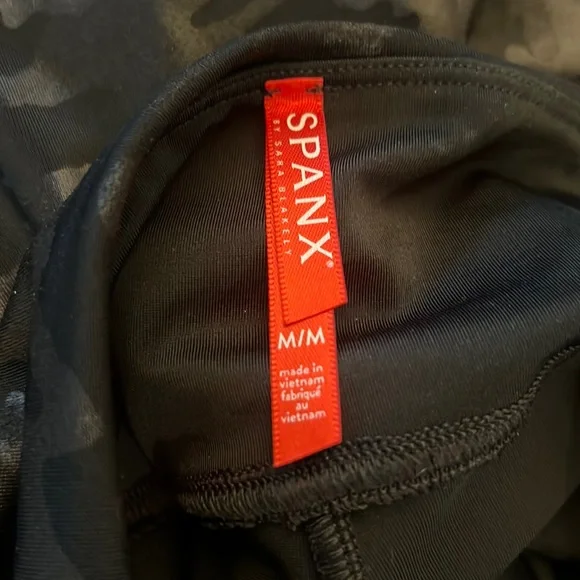 SPANX®
BY SARA BLAKELY
M/M
made in
vietnam
fabriqué
au
vietnam